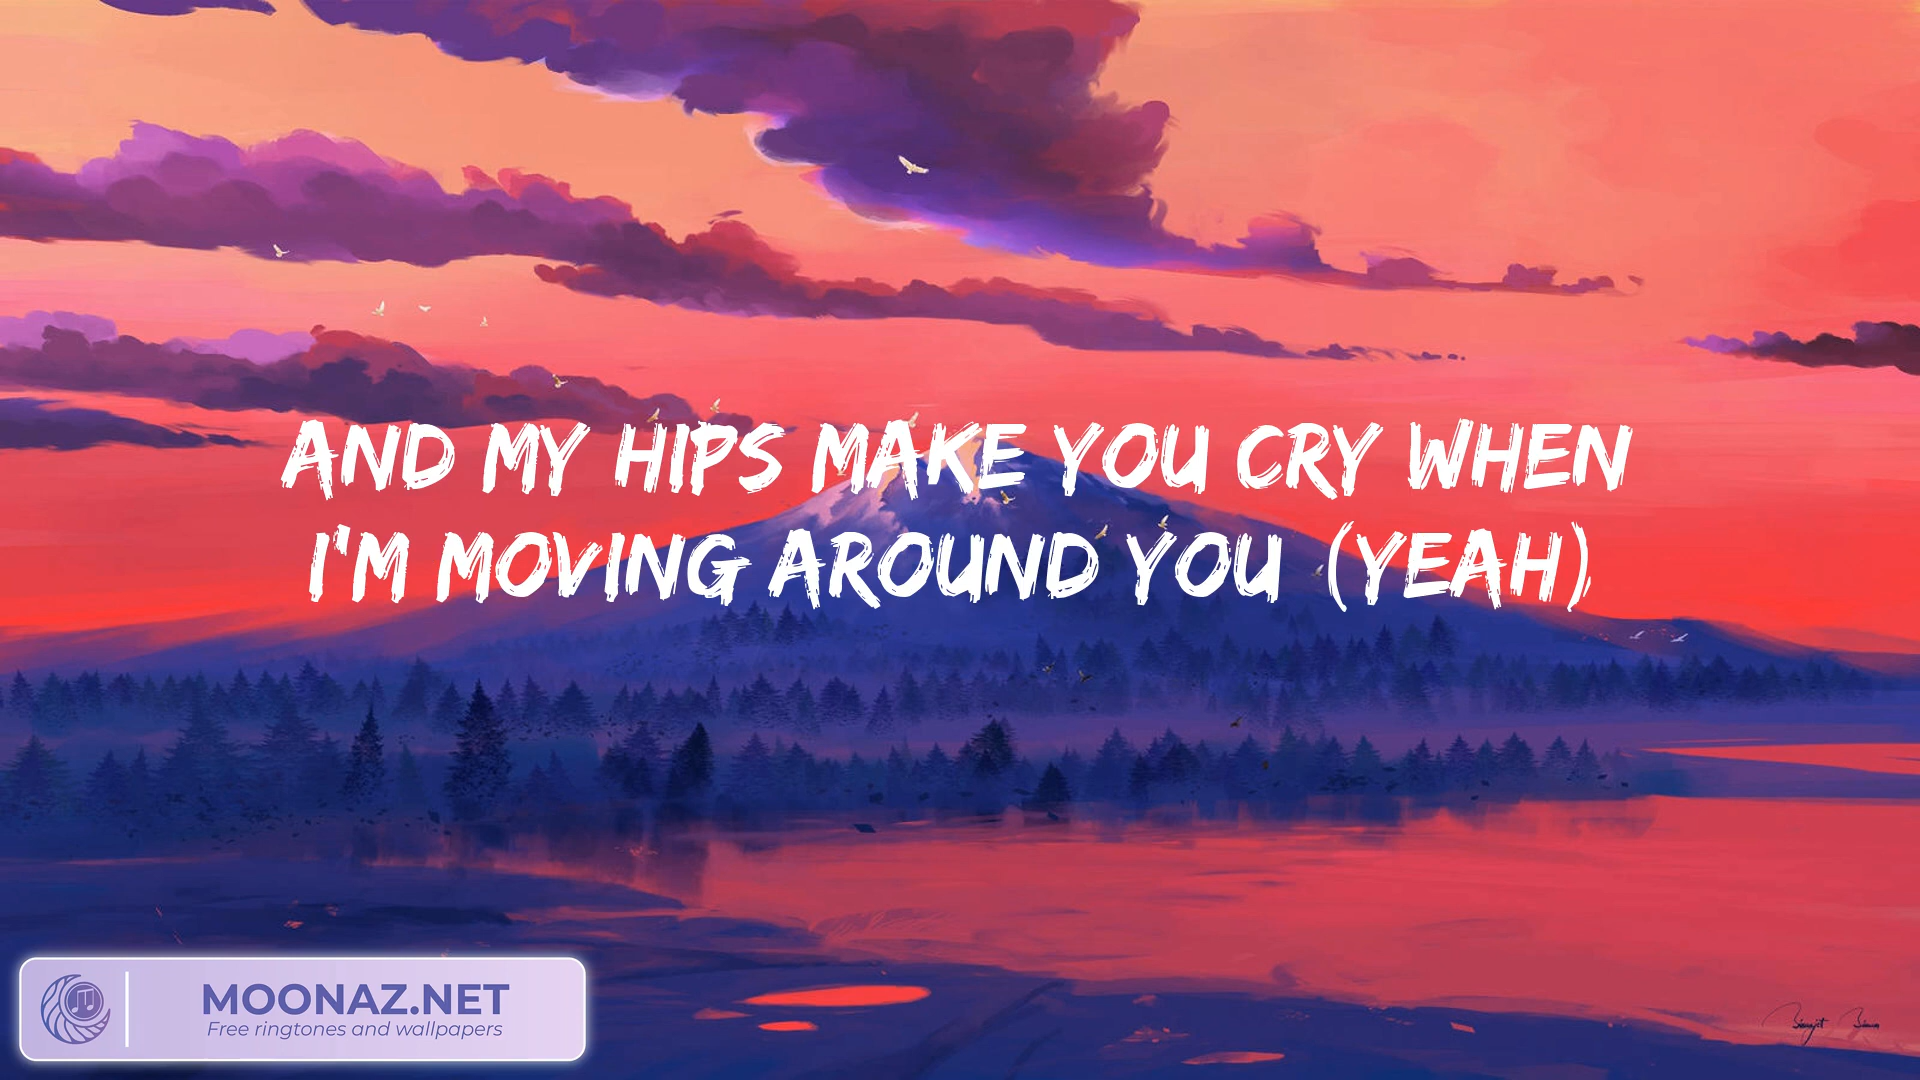 AND MY HIPS MAKE YOU CRY WHEN
I'M MOVING AROUND YOU (YEAH)
MOONAZ.NET
Free ringtones and wallpapers